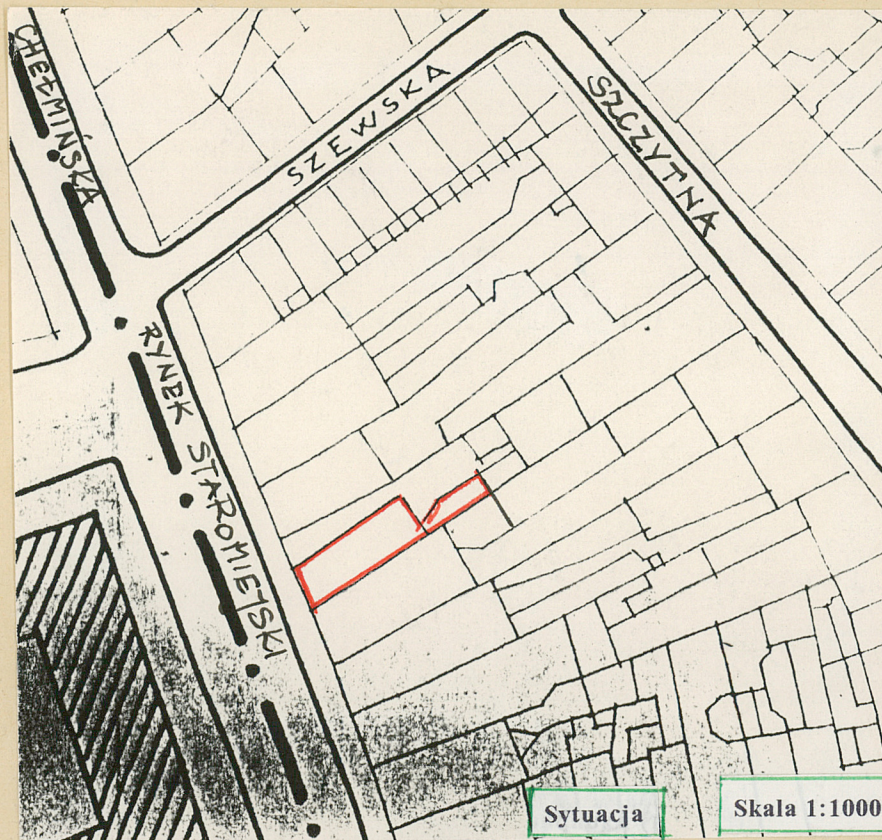 CHEŁMIŃSKA
SZEWSKA
SZCZYTNA
RYNEK STAROMIEJSKI
Sytuacja
Skala 1:1000